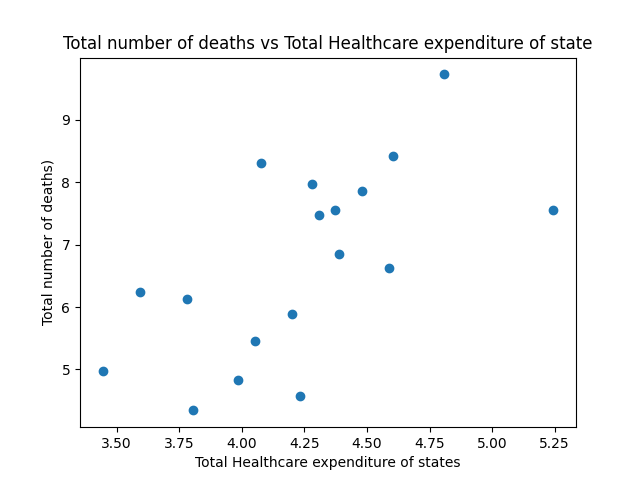 Total number of deaths vs Total Healthcare expenditure of state
Total number of deaths)
9
8
7
6
5
3.50 3.75 4.00 4.25 4.50 4.75 5.00 5.25
Total Healthcare expenditure of states